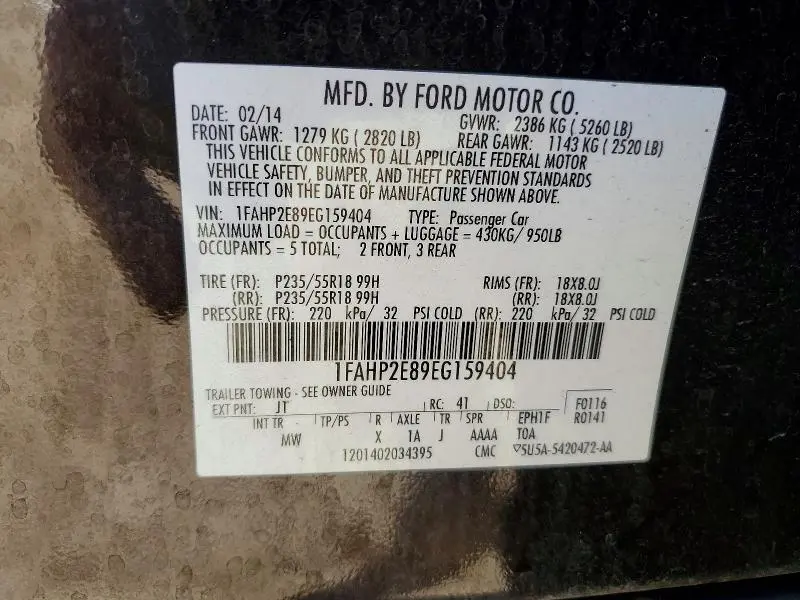 MFD. BY FORD MOTOR CO.
DATE: 02/14 GVWR: 2386 KG ( 5260 LB)
FRONT GAWR: 1279 KG ( 2820 LB) REAR GAWR: 1143 KG ( 2520 LB)
THIS VEHICLE CONFORMS TO ALL APPLICABLE FEDERAL MOTOR
VEHICLE SAFETY, BUMPER, AND THEFT PREVENTION STANDARDS
IN EFFECT ON THE DATE OF MANUFACTURE SHOWN ABOVE.
VIN: 1FAHP2E89EG159404 TYPE: Passenger Car
MAXIMUM LOAD = OCCUPANTS + LUGGAGE = 430KG/ 950LB
OCCUPANTS = 5 TOTAL; 2 FRONT, 3 REAR
TIRE (FR): P235/55R18 99H RIMS (FR): 18X8.0J
(RR): P235/55R18 99H (RR): 18X8.0J
PRESSURE (FR): 220 kPa/ 32 PSI COLD (RR): 220 kPa/ 32 PSI COLD
1FAHP2E89EG159404
TRAILER TOWING - SEE OWNER GUIDE
EXT PNT: JT RC: 41 DSO: F0116
INT TR TP/PS R AXLE TR SPR EPH1F R0141
MW X 1A J AAAA TOA
1201402034395 CMC ▽5U5A-5420472-AA